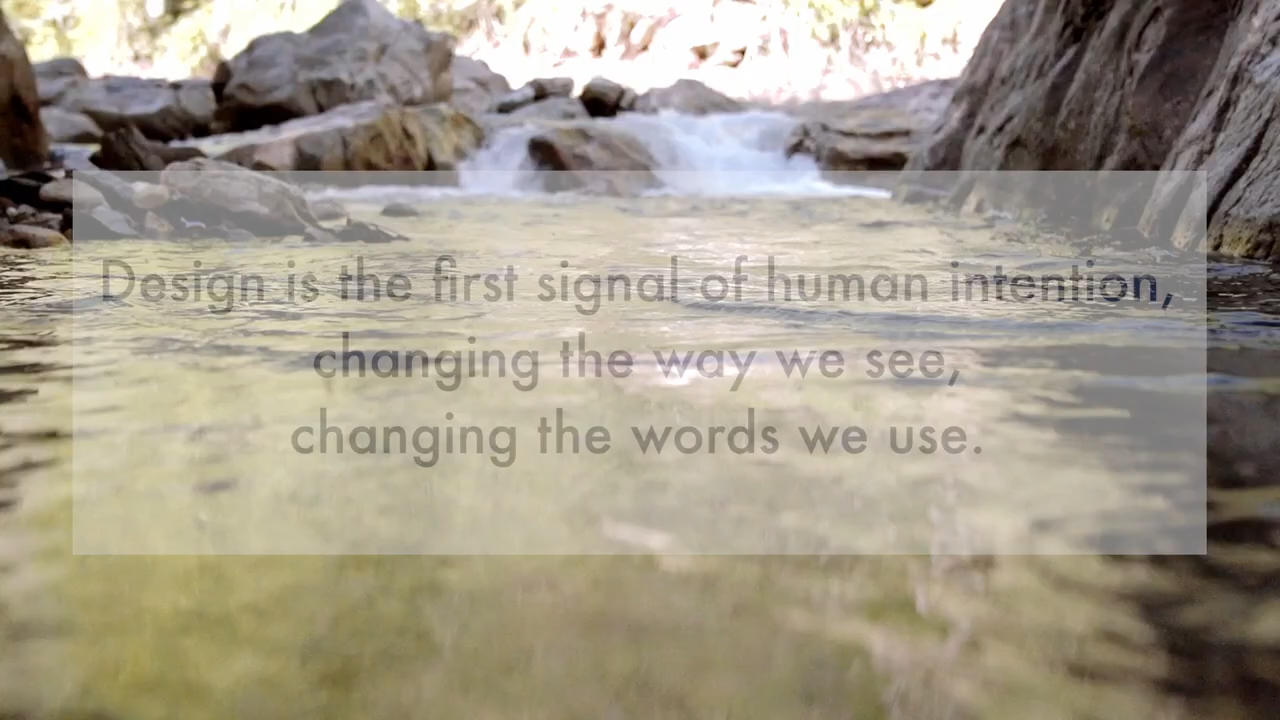 Design is the first signal of human intention,
changing the way we see,
changing the words we use.